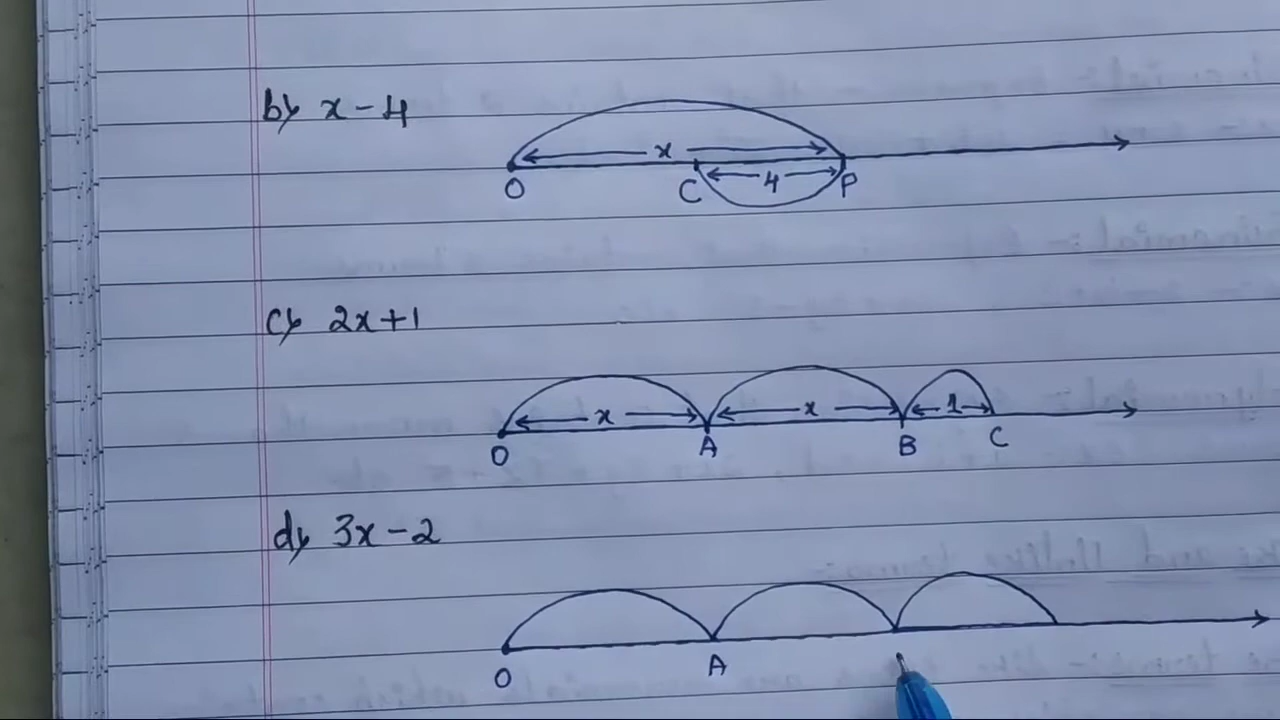 b) x - 4
x
O C 4 P
c) 2x + 1
x x 1
O A B C
d) 3x - 2
O A